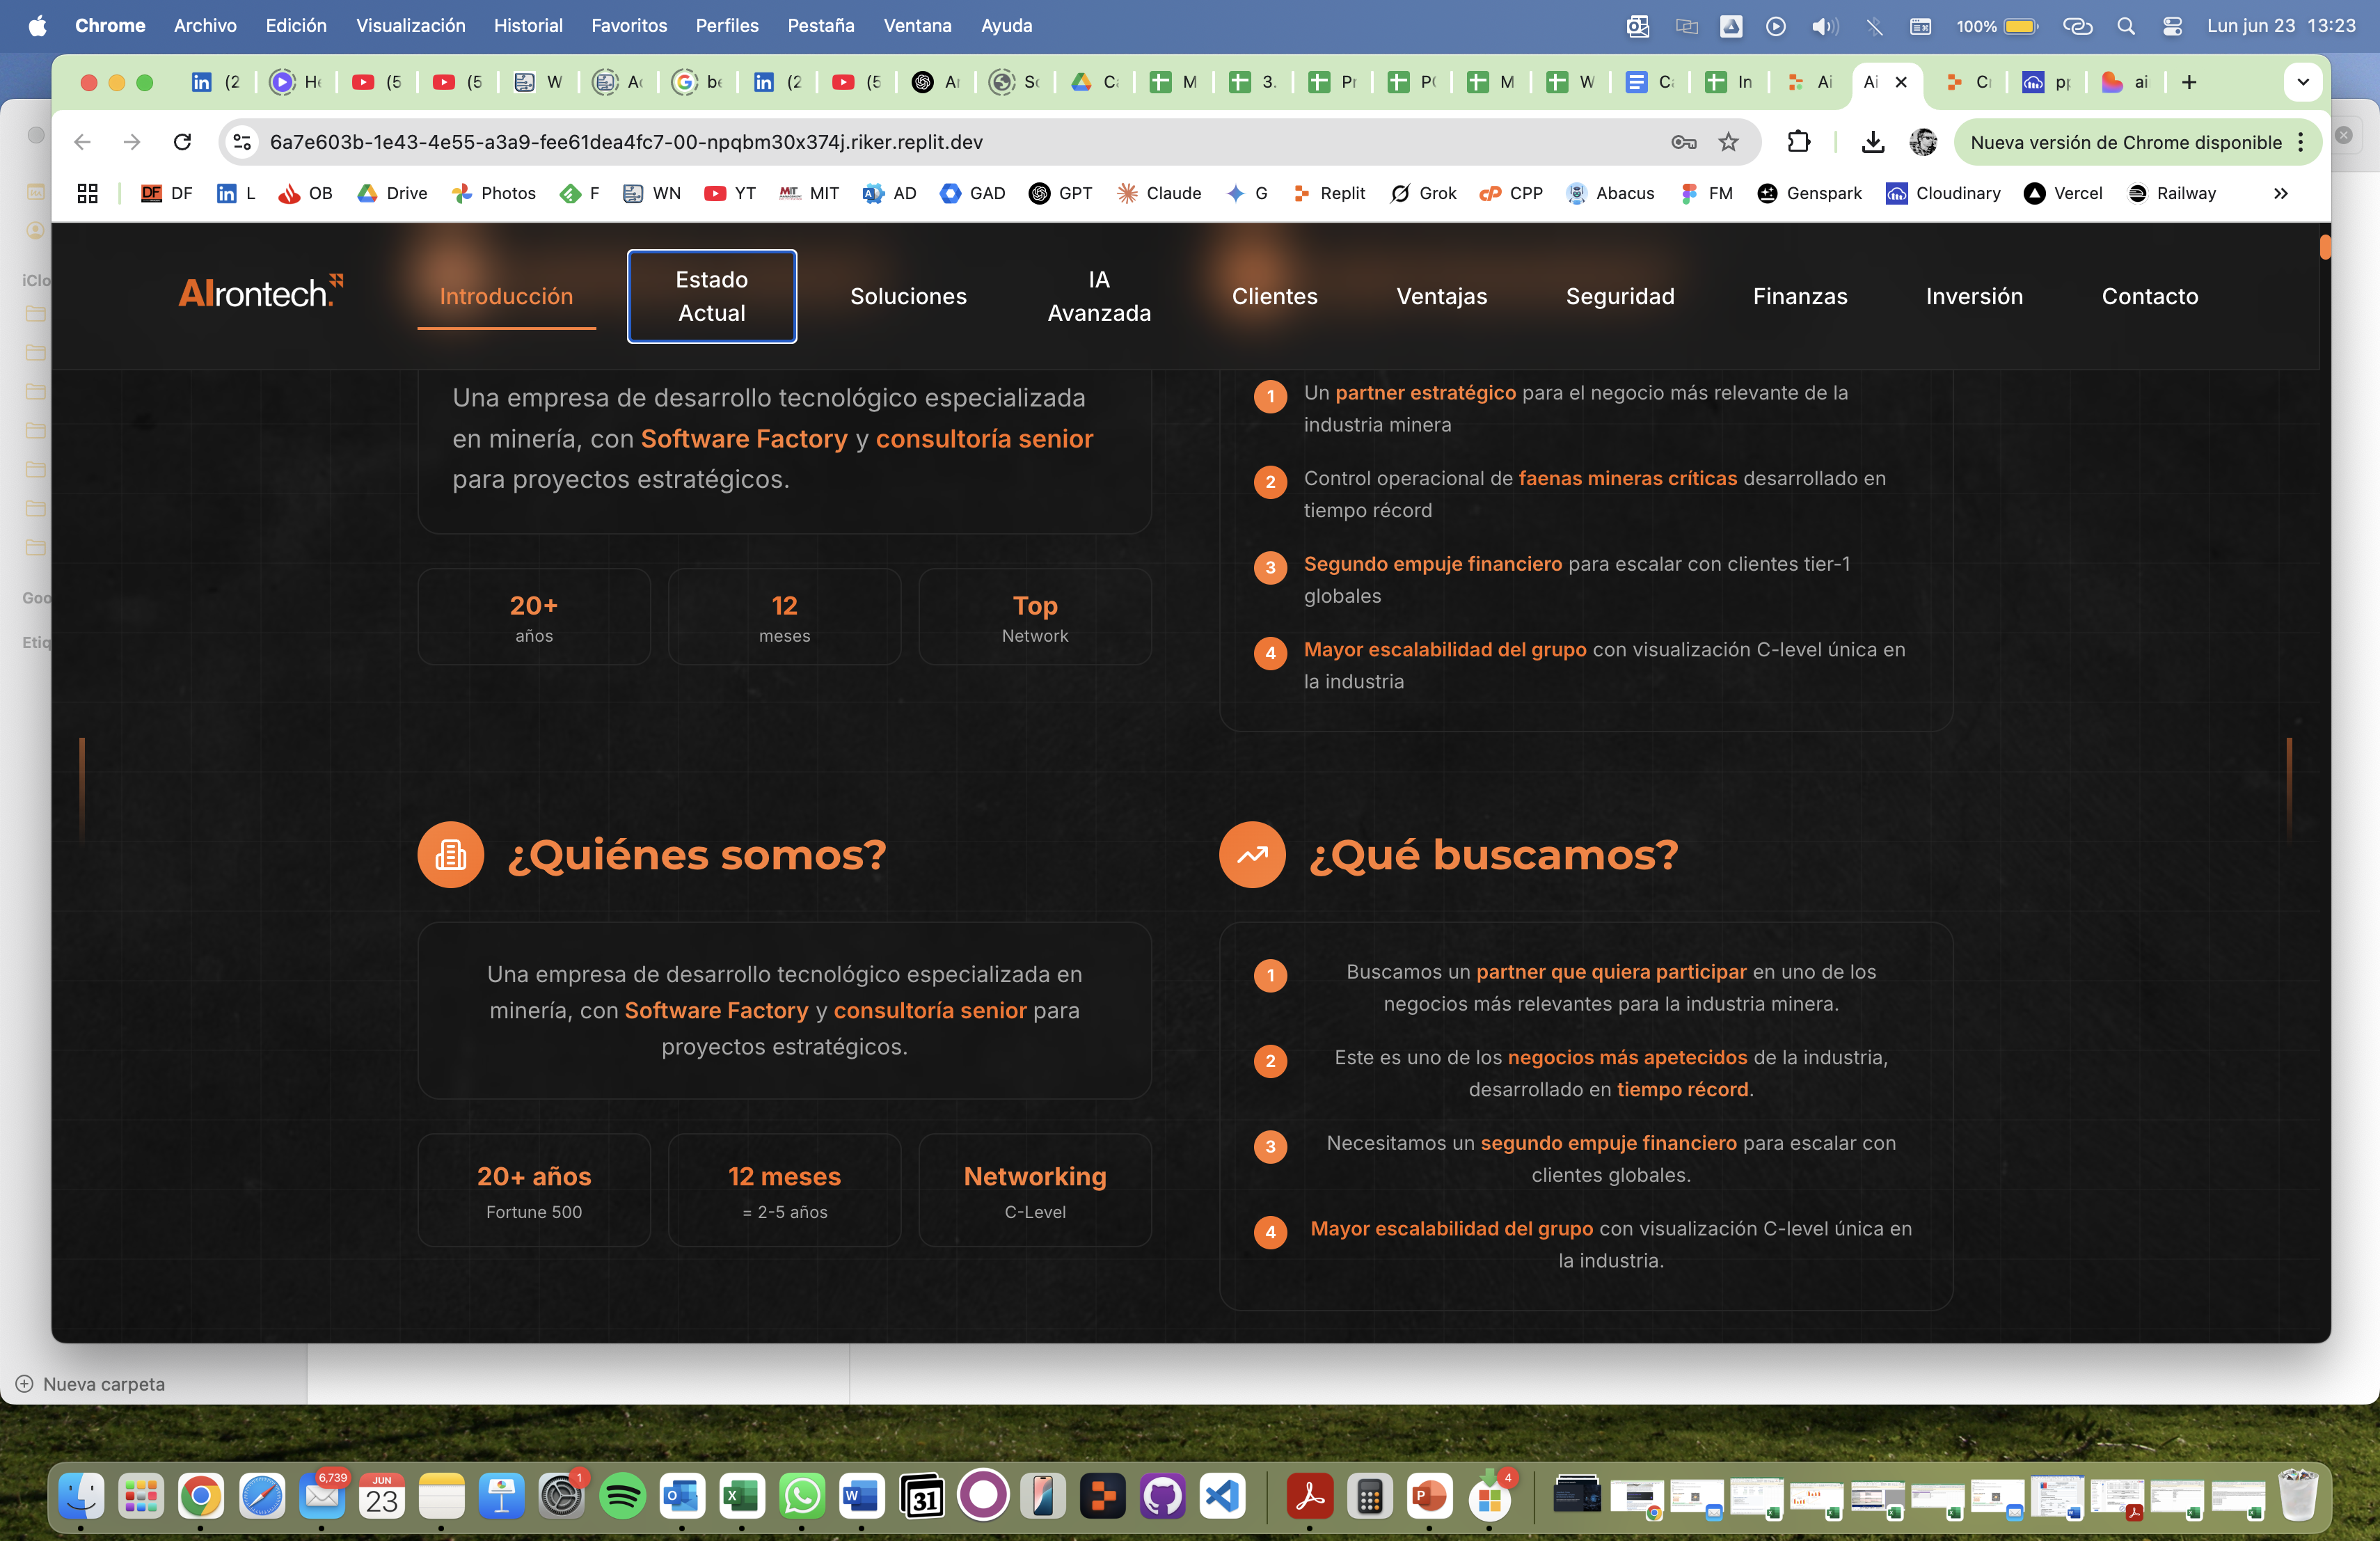 Chrome Archivo Edición Visualización Historial Favoritos Perfiles Pestaña Ventana Ayuda 100% Lun jun 23 13:23
(2 (5 (5 W (2 (5 M 3. M W In Ai Ai ai
6a7e603b-1e43-4e55-a3a9-fee61dea4fc7-00-npqbm30x374j.riker.replit.dev Nueva versión de Chrome disponible
DF L OB Drive Photos F WN YT MIT AD GAD GPT Claude G Replit Grok CPP Abacus FM Genspark Cloudinary Vercel Railway
iClo
Goo
Etiq
AIrontech.
Introducción
Estado
Actual
Soluciones
IA
Avanzada
Clientes
Ventajas
Seguridad
Finanzas
Inversión
Contacto
Una empresa de desarrollo tecnológico especializada
en minería, con Software Factory y consultoría senior
para proyectos estratégicos.
20+
años
12
meses
Top
Network
1 Un partner estratégico para el negocio más relevante de la
industria minera
2 Control operacional de faenas mineras críticas desarrollado en
tiempo récord
3 Segundo empuje financiero para escalar con clientes tier-1
globales
4 Mayor escalabilidad del grupo con visualización C-level única en
la industria
¿Quiénes somos?
Una empresa de desarrollo tecnológico especializada en
minería, con Software Factory y consultoría senior para
proyectos estratégicos.
20+ años
Fortune 500
12 meses
= 2-5 años
Networking
C-Level
¿Qué buscamos?
1 Buscamos un partner que quiera participar en uno de los
negocios más relevantes para la industria minera.
2 Este es uno de los negocios más apetecidos de la industria,
desarrollado en tiempo récord.
3 Necesitamos un segundo empuje financiero para escalar con
clientes globales.
4 Mayor escalabilidad del grupo con visualización C-level única en
la industria.
Nueva carpeta
6,739
JUN
23
1
31
4